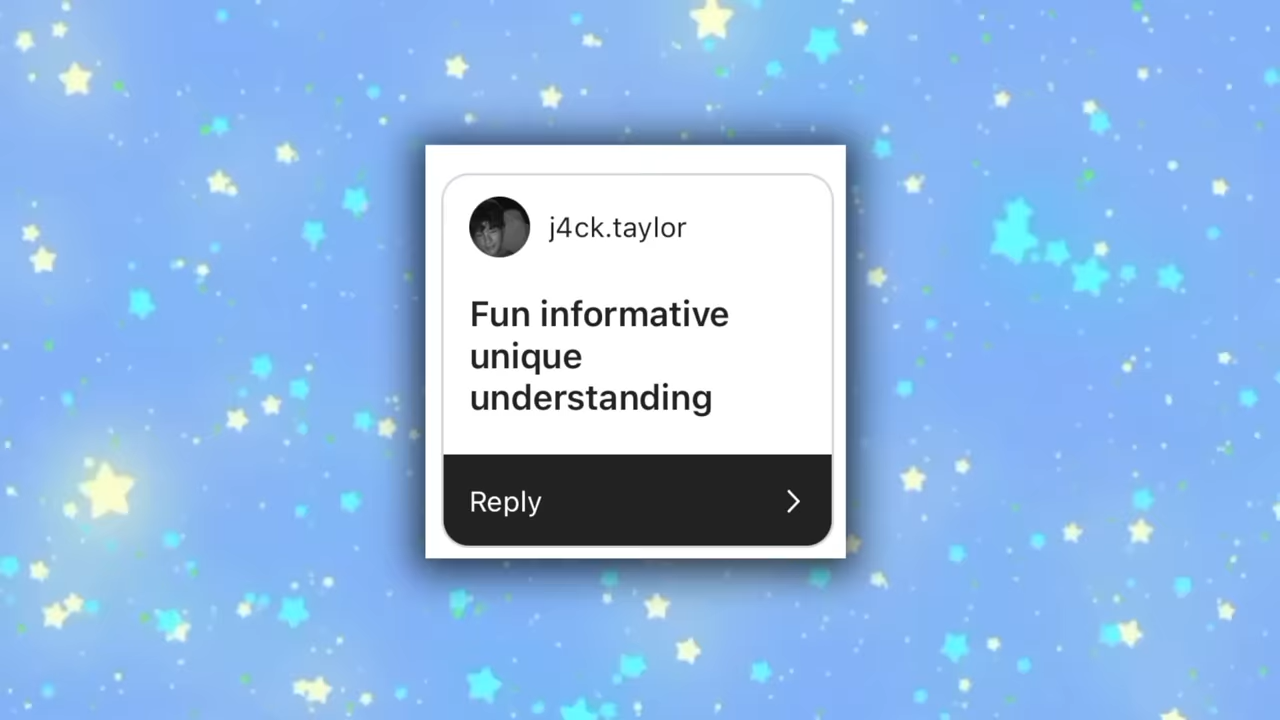 j4ck.taylor
Fun informative
unique
understanding
Reply